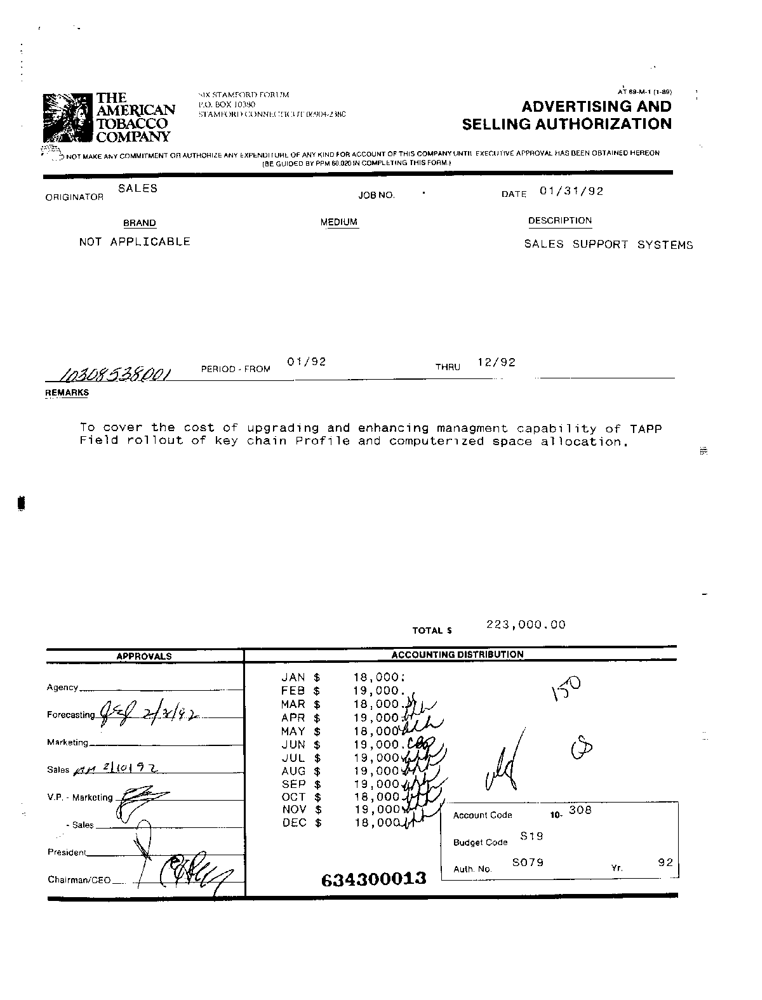 AT 68-M-1 (1-89)
THE
AMERICAN
TOBACCO
COMPANY
SIX STAMFORD FORUM
P.O. BOX 10380
STAMFORD CONNECTICUT 06904-2380
ADVERTISING AND
SELLING AUTHORIZATION
DO NOT MAKE ANY COMMITMENT OR AUTHORIZE ANY EXPENDITURE OF ANY KIND FOR ACCOUNT OF THIS COMPANY UNTIL EXECUTIVE APPROVAL HAS BEEN OBTAINED HEREON
(BE GUIDED BY PPM 60.020 IN COMPLETING THIS FORM.)
ORIGINATOR SALES JOB NO. DATE 01/31/92
BRAND MEDIUM DESCRIPTION
NOT APPLICABLE SALES SUPPORT SYSTEMS
10308538001 PERIOD - FROM 01/92 THRU 12/92
REMARKS
To cover the cost of upgrading and enhancing managment capability of TAPP
Field rollout of key chain Profile and computerized space allocation.
TOTAL $ 223,000.00
APPROVALS ACCOUNTING DISTRIBUTION
Agency
Forecasting 2/3/92
Marketing
Sales 2/10/92
V.P. - Marketing
- Sales
President
Chairman/CEO
JAN $ 18,000.
FEB $ 19,000.
MAR $ 18,000.
APR $ 19,000.
MAY $ 18,000
JUN $ 19,000.
JUL $ 19,000
AUG $ 19,000
SEP $ 19,000
OCT $ 18,000
NOV $ 19,000
DEC $ 18,000
150
Account Code 10- 308
Budget Code S19
Auth. No. S079 Yr. 92
634300013